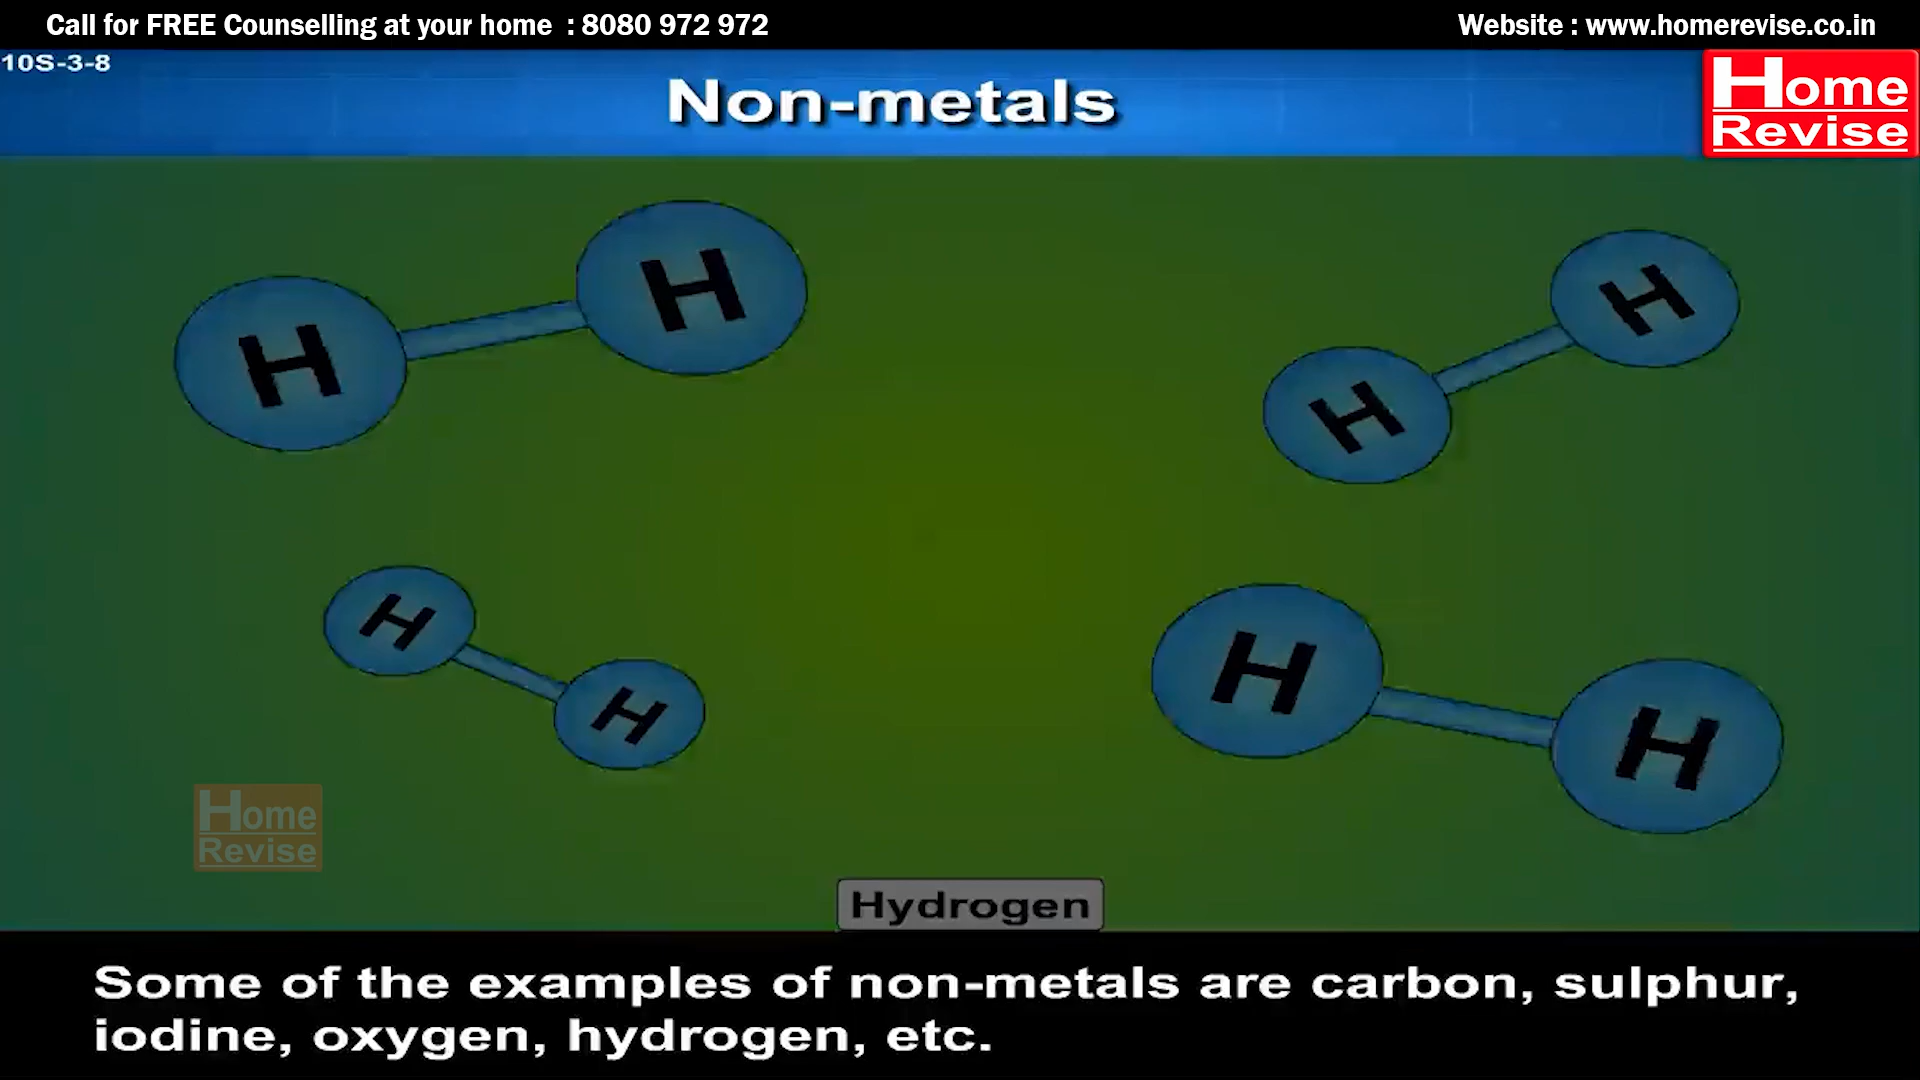 Call for FREE Counselling at your home : 8080 972 972
Website : www.homerevise.co.in
10S-3-8
Non-metals
Home
Revise
H
H
H
H
H
H
H
H
Home
Revise
Hydrogen
Some of the examples of non-metals are carbon, sulphur,
iodine, oxygen, hydrogen, etc.